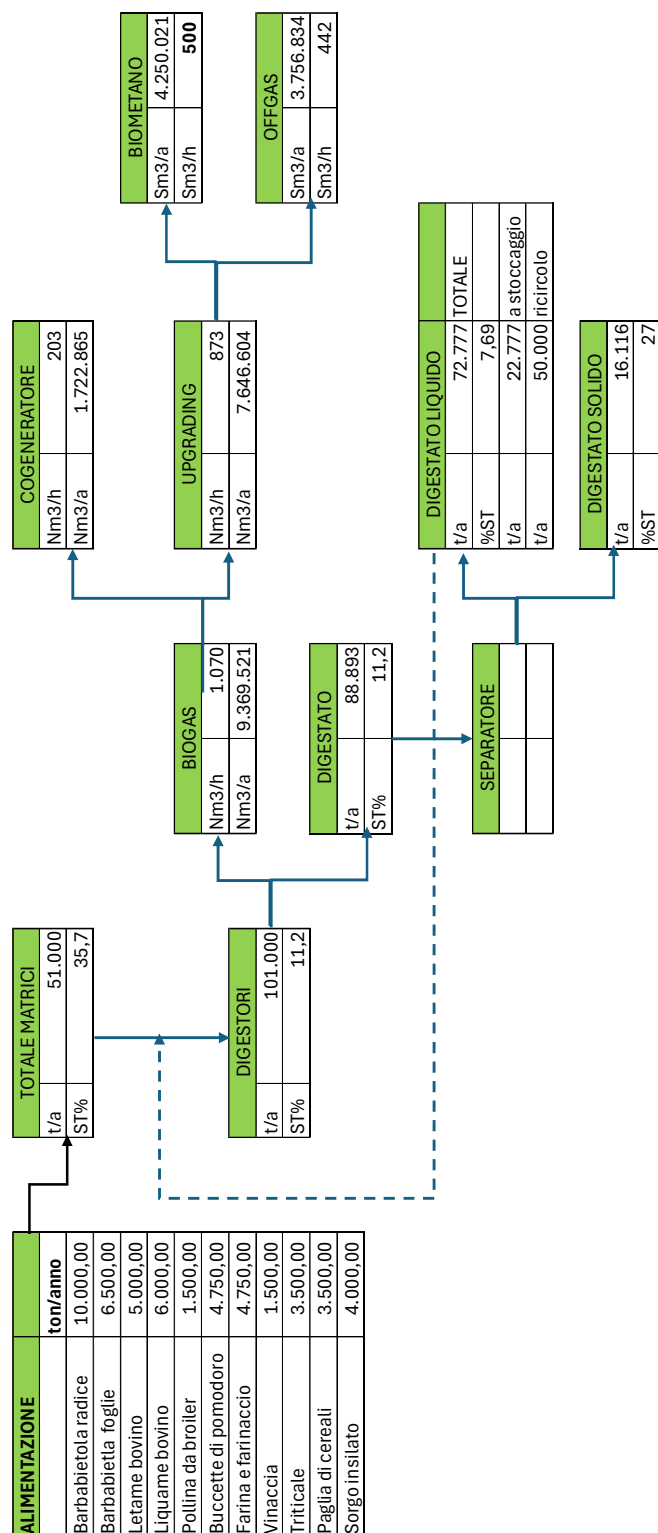 ALIMENTAZIONE
ton/anno
Barbabietola radice 10.000,00
Barbabietla foglie 6.500,00
Letame bovino 5.000,00
Liquame bovino 6.000,00
Pollina da broiler 1.500,00
Buccette di pomodoro 4.750,00
Farina e farinaccio 4.750,00
Vinaccia 1.500,00
Triticale 3.500,00
Paglia di cereali 3.500,00
Sorgo insilato 4.000,00
TOTALE MATRICI
t/a 51.000
ST% 35,7
DIGESTORI
t/a 101.000
ST% 11,2
BIOGAS
Nm3/h 1.070
Nm3/a 9.369.521
DIGESTATO
t/a 88.893
ST% 11,2
SEPARATORE
COGENERATORE
Nm3/h 203
Nm3/a 1.722.865
UPGRADING
Nm3/h 873
Nm3/a 7.646.604
DIGESTATO LIQUIDO
t/a 72.777 TOTALE
%ST 7,69
t/a 22.777 a stoccaggio
t/a 50.000 ricircolo
DIGESTATO SOLIDO
t/a 16.116
%ST 27
BIOMETANO
Sm3/a 4.250.021
Sm3/h 500
OFFGAS
Sm3/a 3.756.834
Sm3/h 442